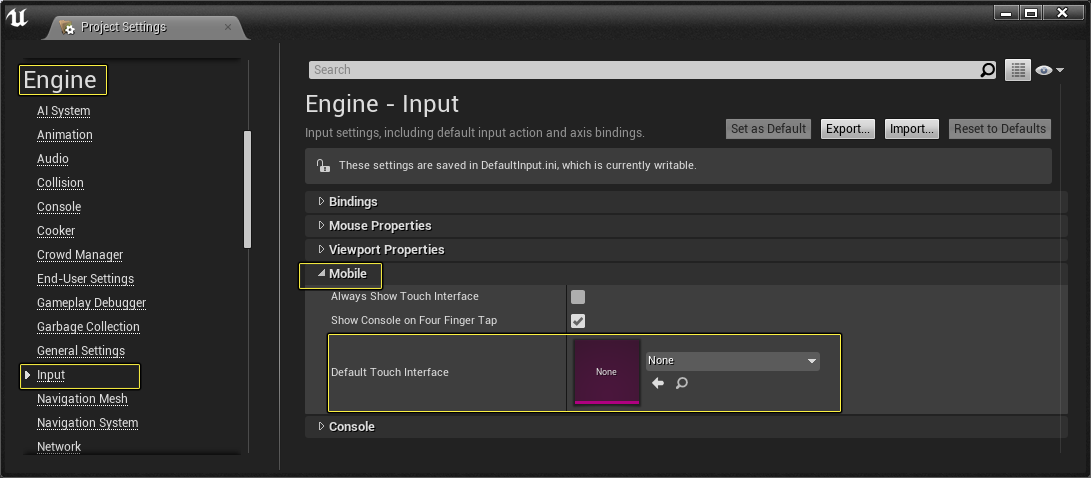 Project Settings
Engine
AI System
Animation
Audio
Collision
Console
Cooker
Crowd Manager
End-User Settings
Gameplay Debugger
Garbage Collection
General Settings
Input
Navigation Mesh
Navigation System
Network
Search
Engine - Input
Input settings, including default input action and axis bindings.
Set as Default
Export...
Import...
Reset to Defaults
These settings are saved in DefaultInput.ini, which is currently writable.
Bindings
Mouse Properties
Viewport Properties
Mobile
Always Show Touch Interface
Show Console on Four Finger Tap
Default Touch Interface
None
None
Console